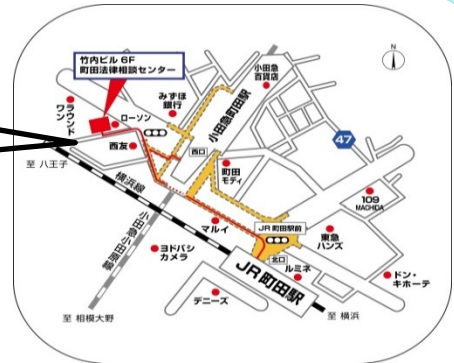 竹内ビル 6F
町田法律相談センター
小田急
百貨店
N
みずほ
銀行
ラウンド
ワン
ローソン
小田急町田駅
47
西友
西口
町田
モディ
至 八王子
横浜線
109
MACHIDA
小田急小田原線
マルイ
JR 町田駅前
東急
ハンズ
ヨドバシ
カメラ
北口
ルミネ
JR 町田駅
ドン・
キホーテ
デニーズ
至 相模大野
至 横浜